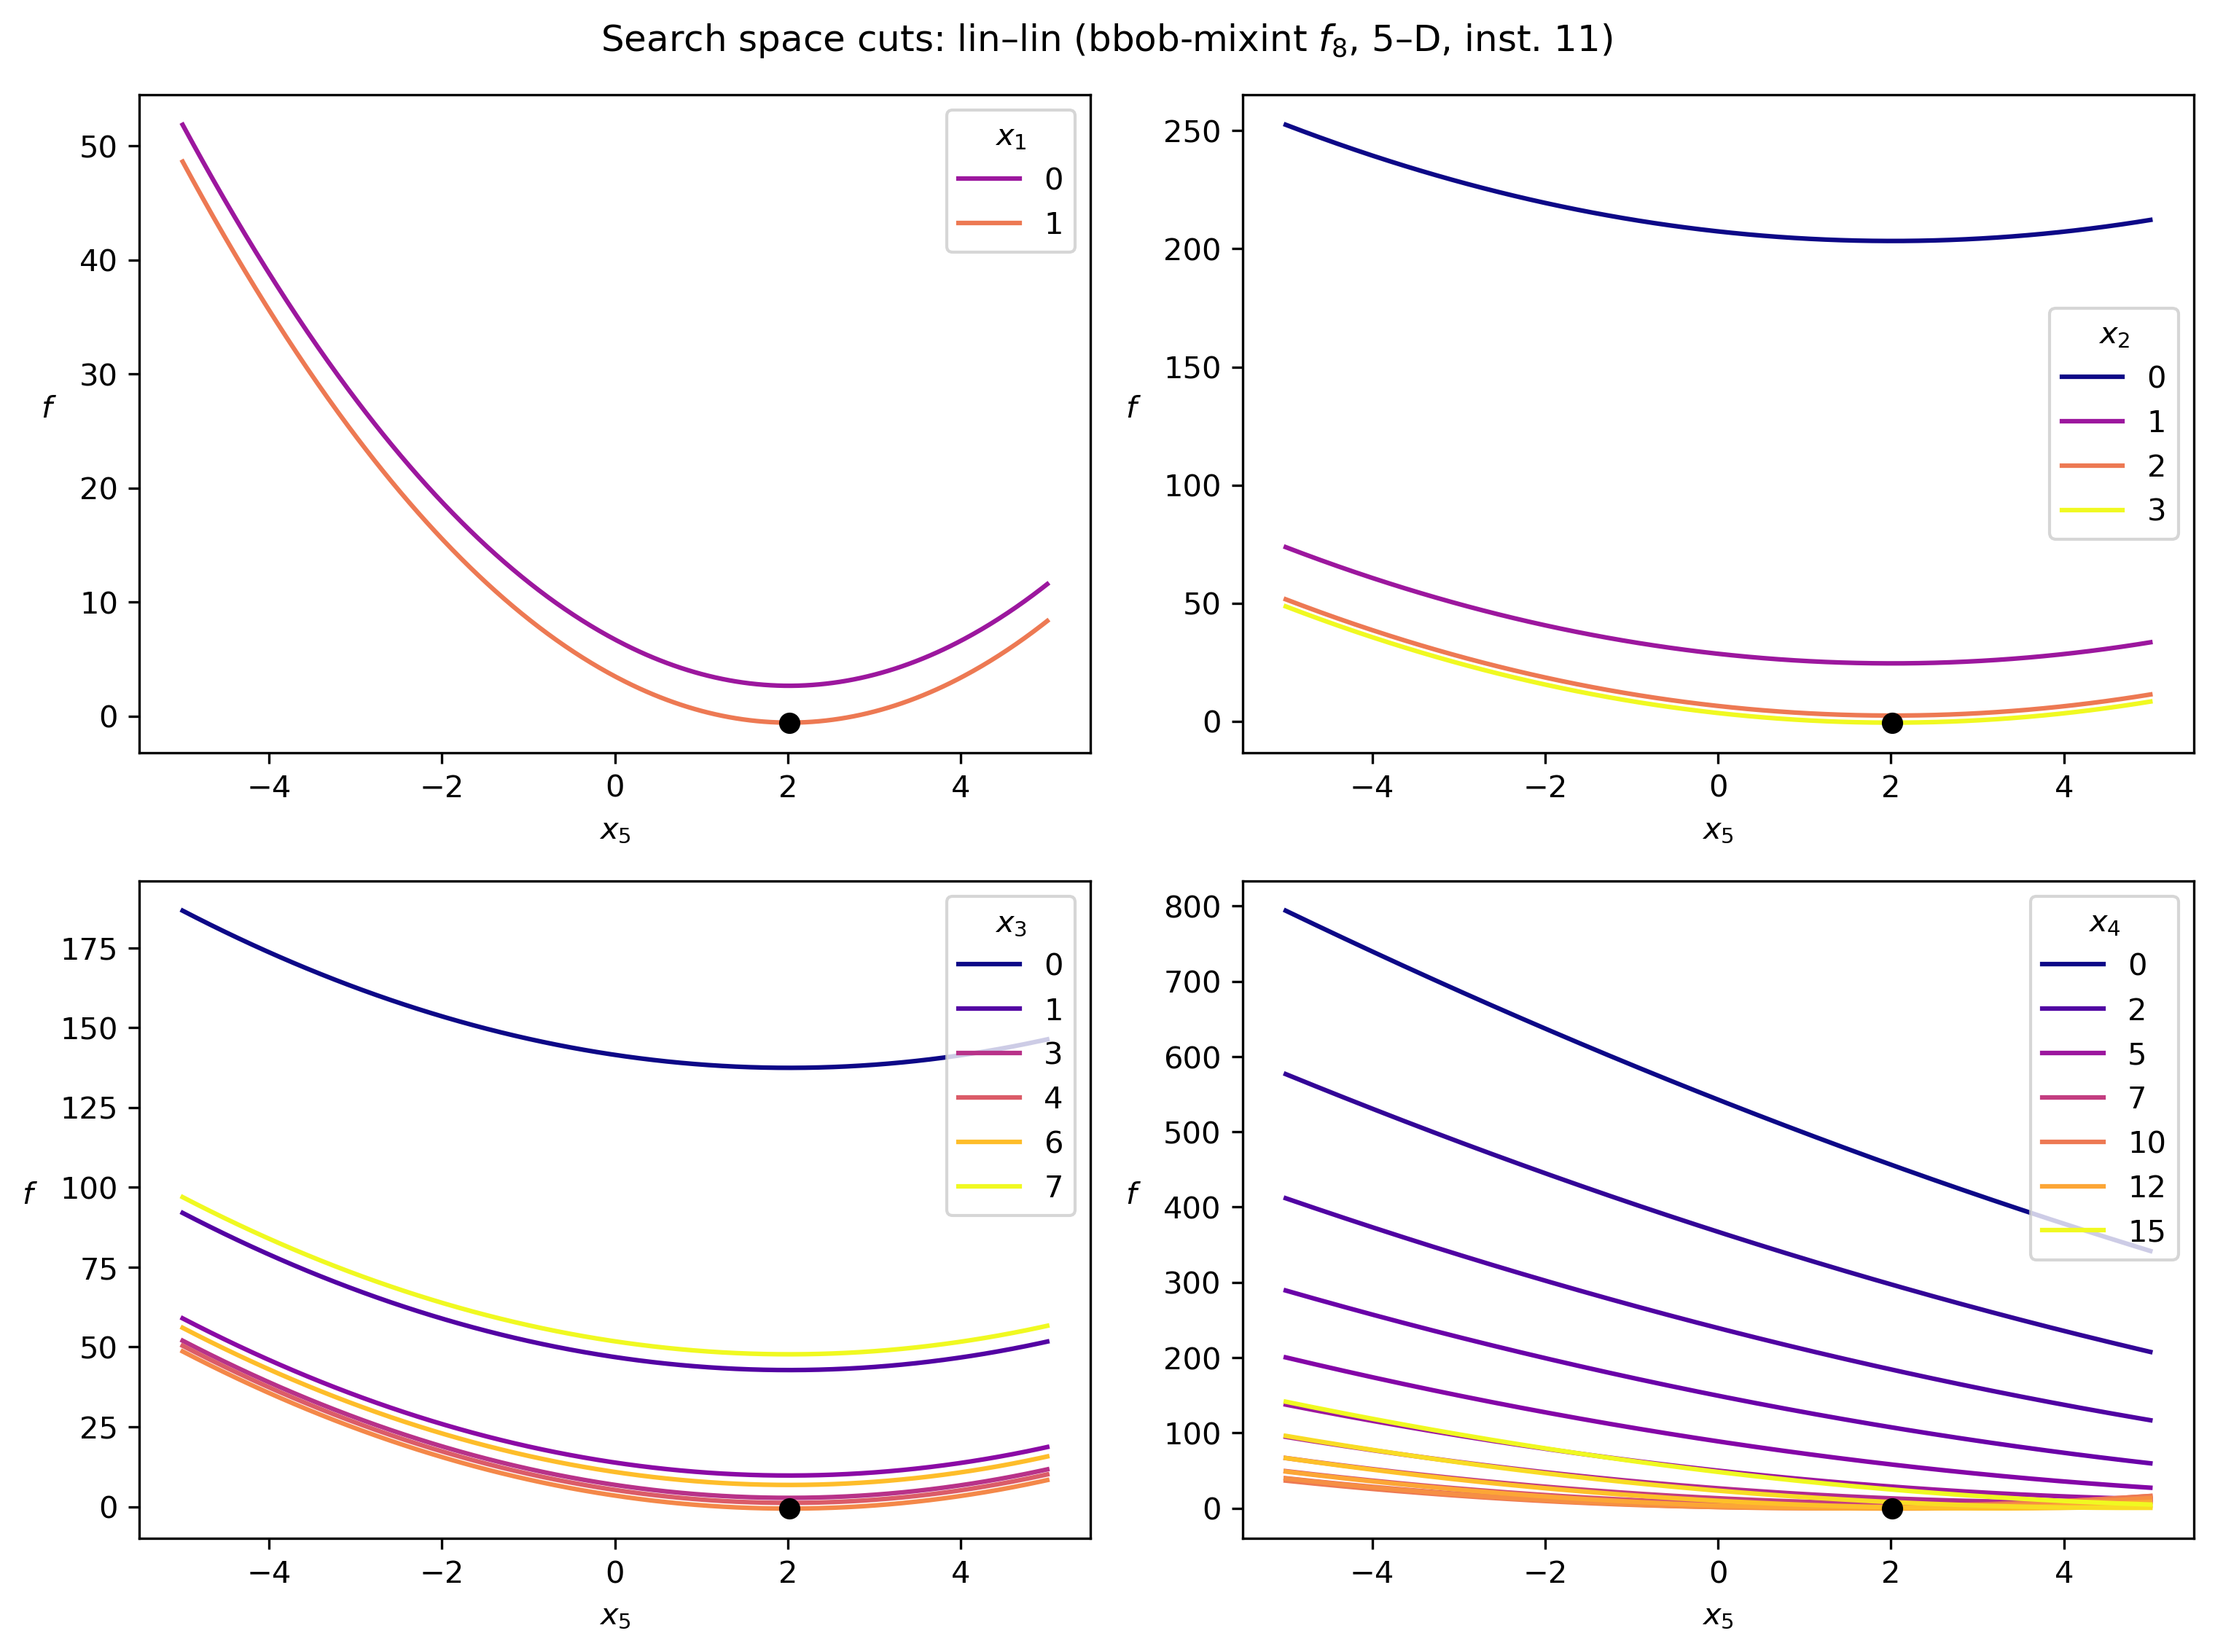 Search space cuts: lin–lin (bbob-mixint f₈, 5–D, inst. 11)
50
40
30
20
10
0
f
−4 −2 0 2 4
x₅
x₁
0
1
250
200
150
100
50
0
f
−4 −2 0 2 4
x₅
x₂
0
1
2
3
175
150
125
100
75
50
25
0
f
−4 −2 0 2 4
x₅
x₃
0
1
3
4
6
7
800
700
600
500
400
300
200
100
0
f
−4 −2 0 2 4
x₅
x₄
0
2
5
7
10
12
15